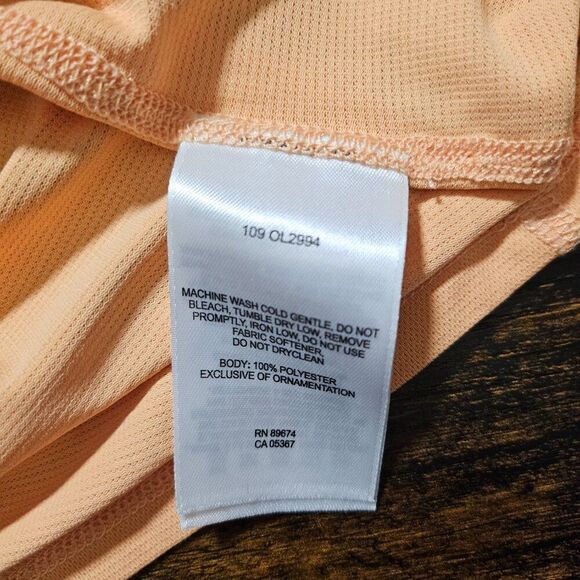 109 OL2994
MACHINE WASH COLD GENTLE, DO NOT
BLEACH, TUMBLE DRY LOW, REMOVE
PROMPTLY, IRON LOW, DO NOT USE
FABRIC SOFTENER,
DO NOT DRYCLEAN
BODY: 100% POLYESTER
EXCLUSIVE OF ORNAMENTATION
RN 89674
CA 05367